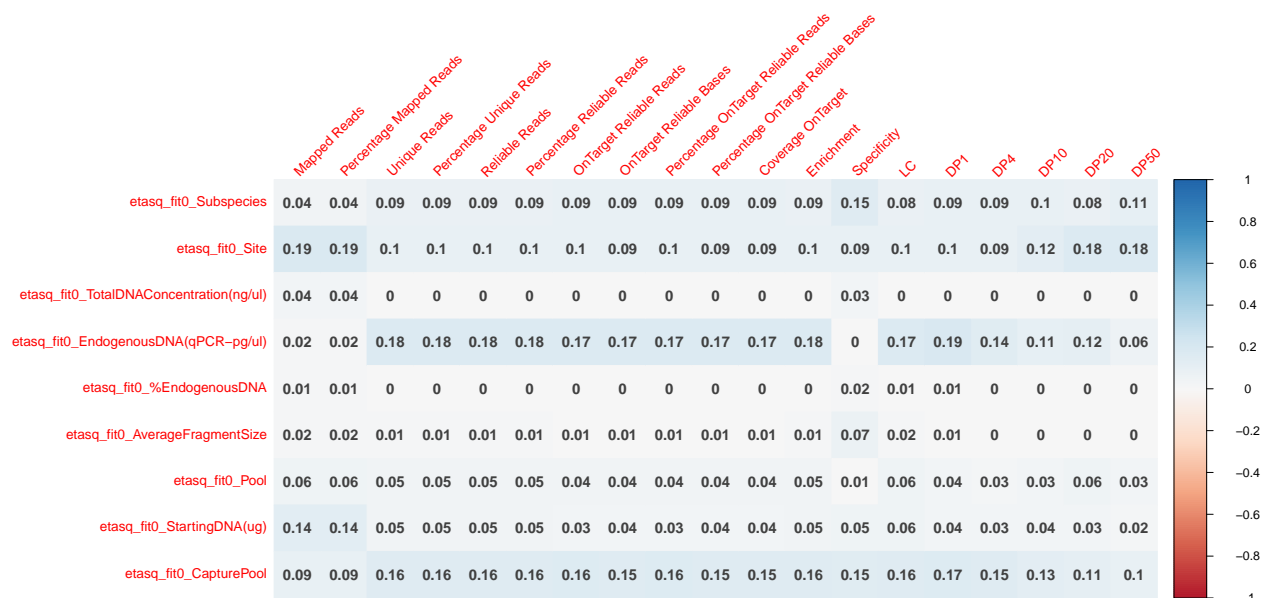 Mapped Reads
Percentage Mapped Reads
Unique Reads
Percentage Unique Reads
Reliable Reads
Percentage Reliable Reads
OnTarget Reliable Reads
OnTarget Reliable Bases
Percentage OnTarget Reliable Reads
Percentage OnTarget Reliable Bases
Coverage OnTarget
Enrichment
Specificity
LC
DP1
DP4
DP10
DP20
DP50
etasq_fit0_Subspecies 0.04 0.04 0.09 0.09 0.09 0.09 0.09 0.09 0.09 0.09 0.09 0.09 0.15 0.08 0.09 0.09 0.1 0.08 0.11
etasq_fit0_Site 0.19 0.19 0.1 0.1 0.1 0.1 0.1 0.09 0.1 0.09 0.09 0.1 0.09 0.1 0.1 0.09 0.12 0.18 0.18
etasq_fit0_TotalDNAConcentration(ng/ul) 0.04 0.04 0 0 0 0 0 0 0 0 0 0 0.03 0 0 0 0 0 0
etasq_fit0_EndogenousDNA(qPCR−pg/ul) 0.02 0.02 0.18 0.18 0.18 0.18 0.17 0.17 0.17 0.17 0.17 0.18 0 0.17 0.19 0.14 0.11 0.12 0.06
etasq_fit0_%EndogenousDNA 0.01 0.01 0 0 0 0 0 0 0 0 0 0 0.02 0.01 0.01 0 0 0 0
etasq_fit0_AverageFragmentSize 0.02 0.02 0.01 0.01 0.01 0.01 0.01 0.01 0.01 0.01 0.01 0.01 0.07 0.02 0.01 0 0 0 0
etasq_fit0_Pool 0.06 0.06 0.05 0.05 0.05 0.05 0.04 0.04 0.04 0.04 0.04 0.05 0.01 0.06 0.04 0.03 0.03 0.06 0.03
etasq_fit0_StartingDNA(ug) 0.14 0.14 0.05 0.05 0.05 0.05 0.03 0.04 0.03 0.04 0.04 0.05 0.05 0.06 0.04 0.03 0.04 0.03 0.02
etasq_fit0_CapturePool 0.09 0.09 0.16 0.16 0.16 0.16 0.16 0.15 0.16 0.15 0.15 0.16 0.15 0.16 0.17 0.15 0.13 0.11 0.1
1
0.8
0.6
0.4
0.2
0
−0.2
−0.4
−0.6
−0.8
−1